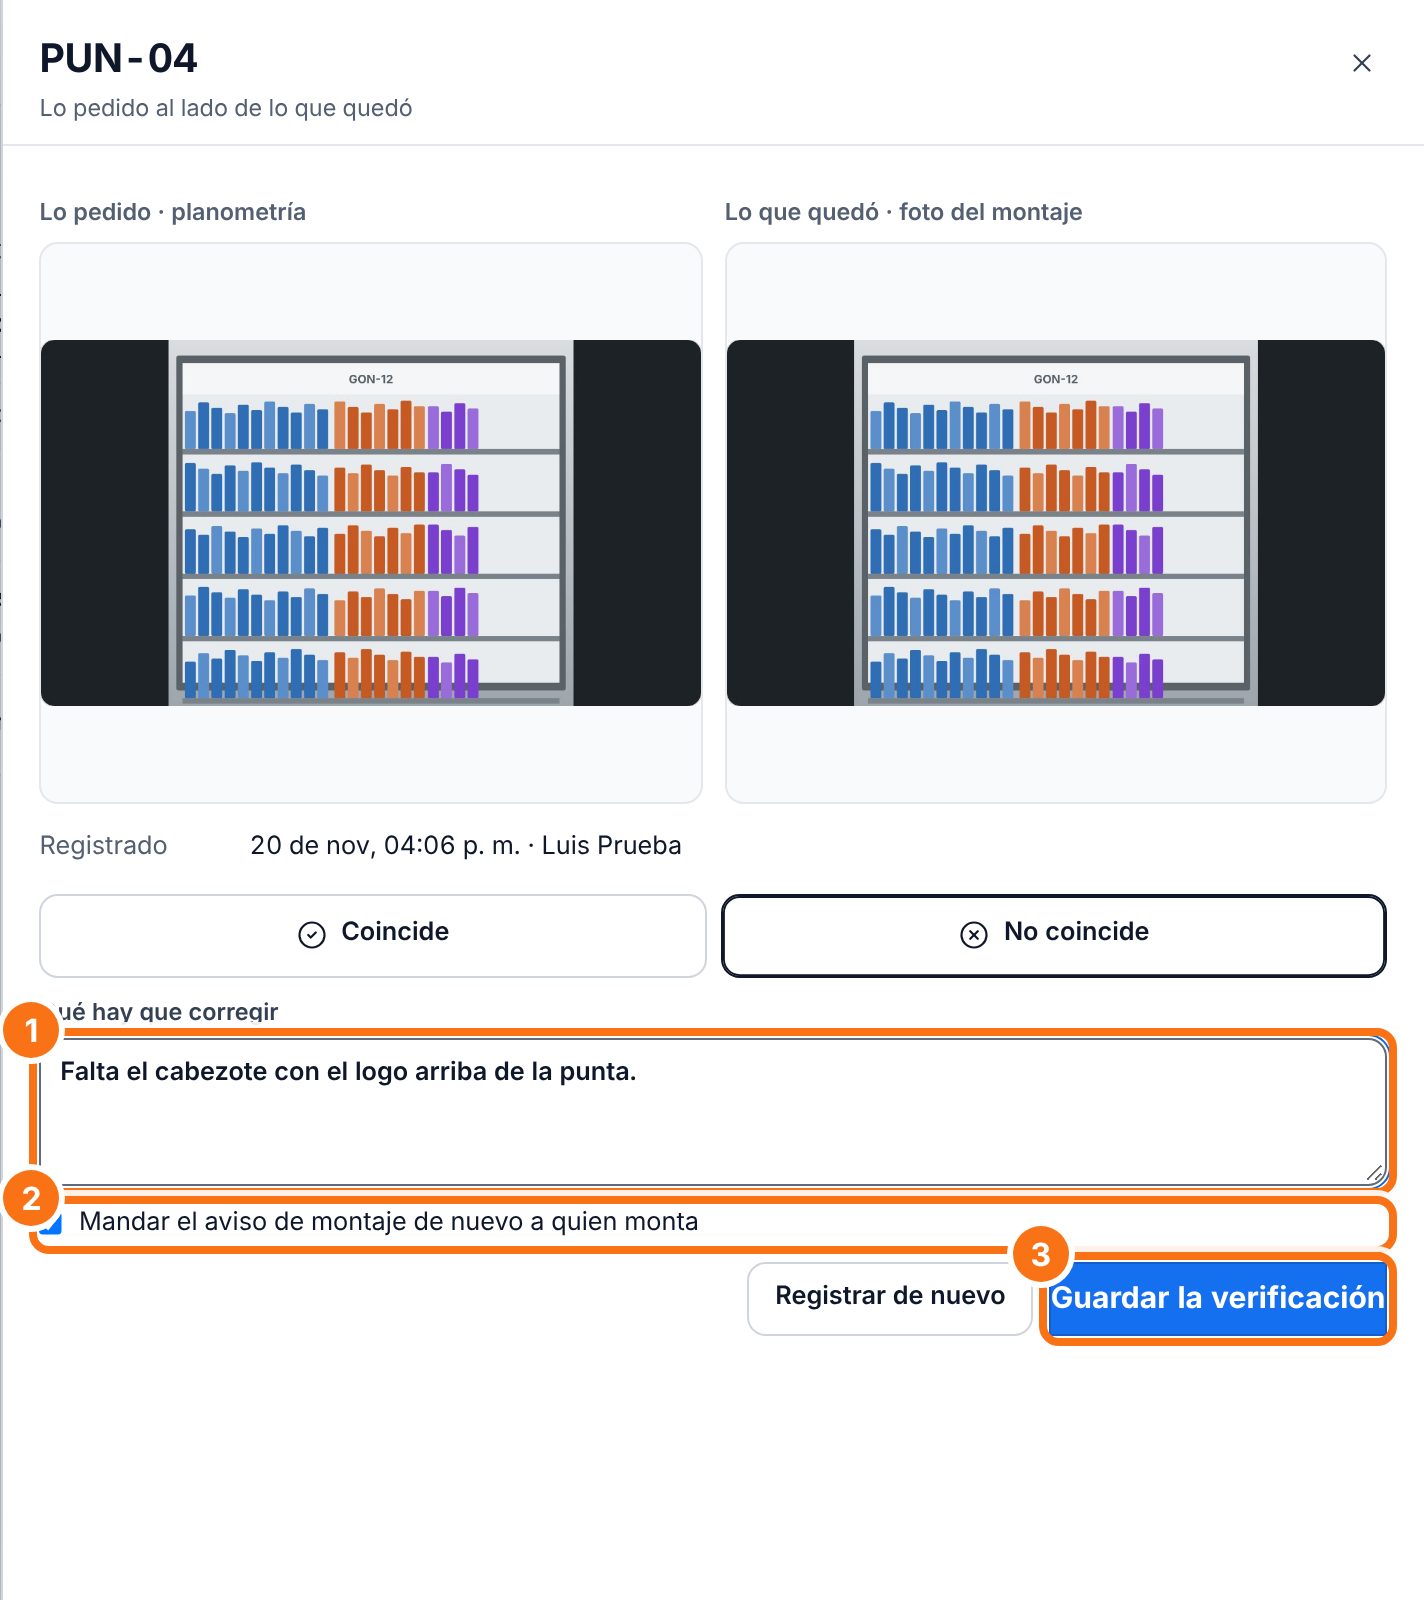 PUN-04
Lo pedido al lado de lo que quedó
Lo pedido · planometría
Lo que quedó · foto del montaje
GON-12
GON-12
Registrado 20 de nov, 04:06 p. m. · Luis Prueba
Coincide
No coincide
ué hay que corregir
1
Falta el cabezote con el logo arriba de la punta.
2
Mandar el aviso de montaje de nuevo a quien monta
3
Registrar de nuevo
Guardar la verificación